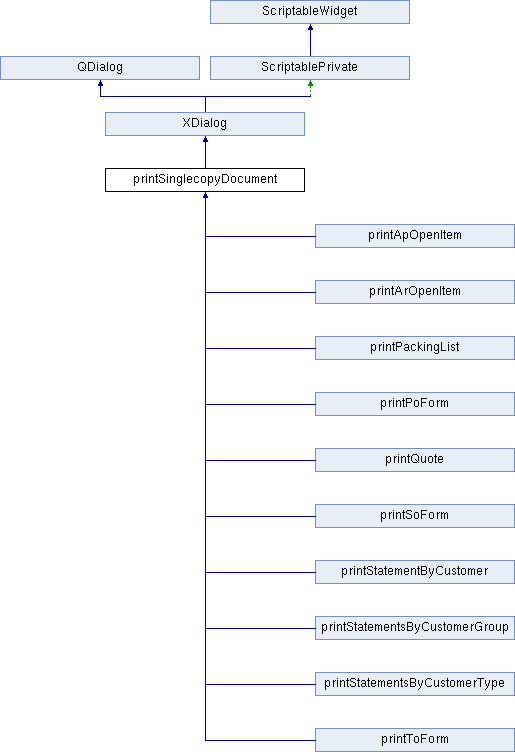 ScriptableWidget
QDialog
ScriptablePrivate
XDialog
printSinglecopyDocument
printApOpenItem
printArOpenItem
printPackingList
printPoForm
printQuote
printSoForm
printStatementByCustomer
printStatementsByCustomerGroup
printStatementsByCustomerType
printToForm